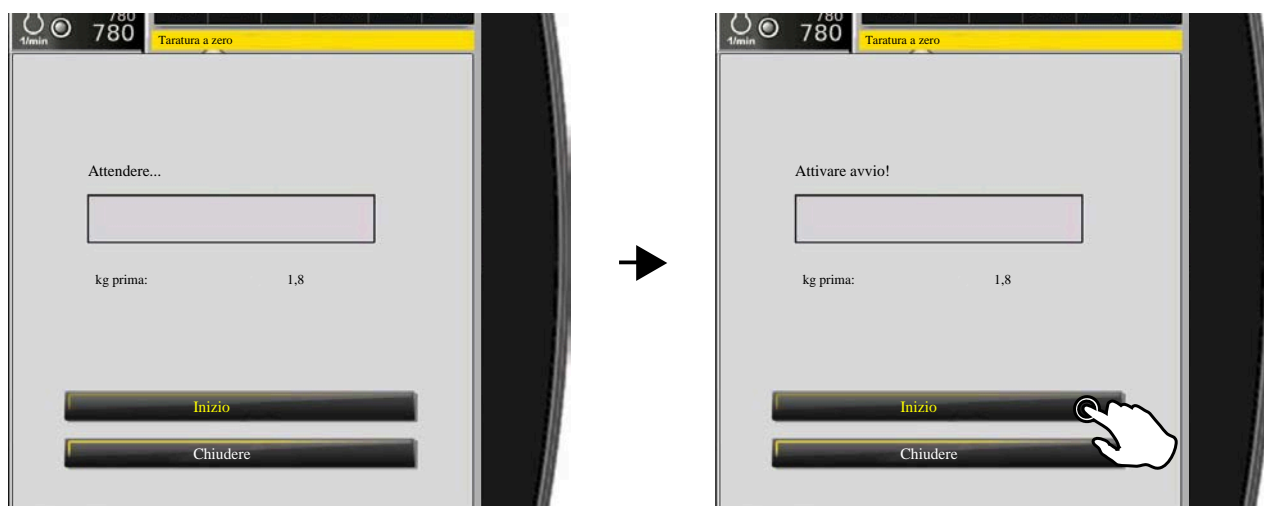 780
1/min 780
Taratura a zero
Attendere...
kg prima: 1,8
Inizio
Chiudere
780
1/min 780
Taratura a zero
Attivare avvio!
kg prima: 1,8
Inizio
Chiudere